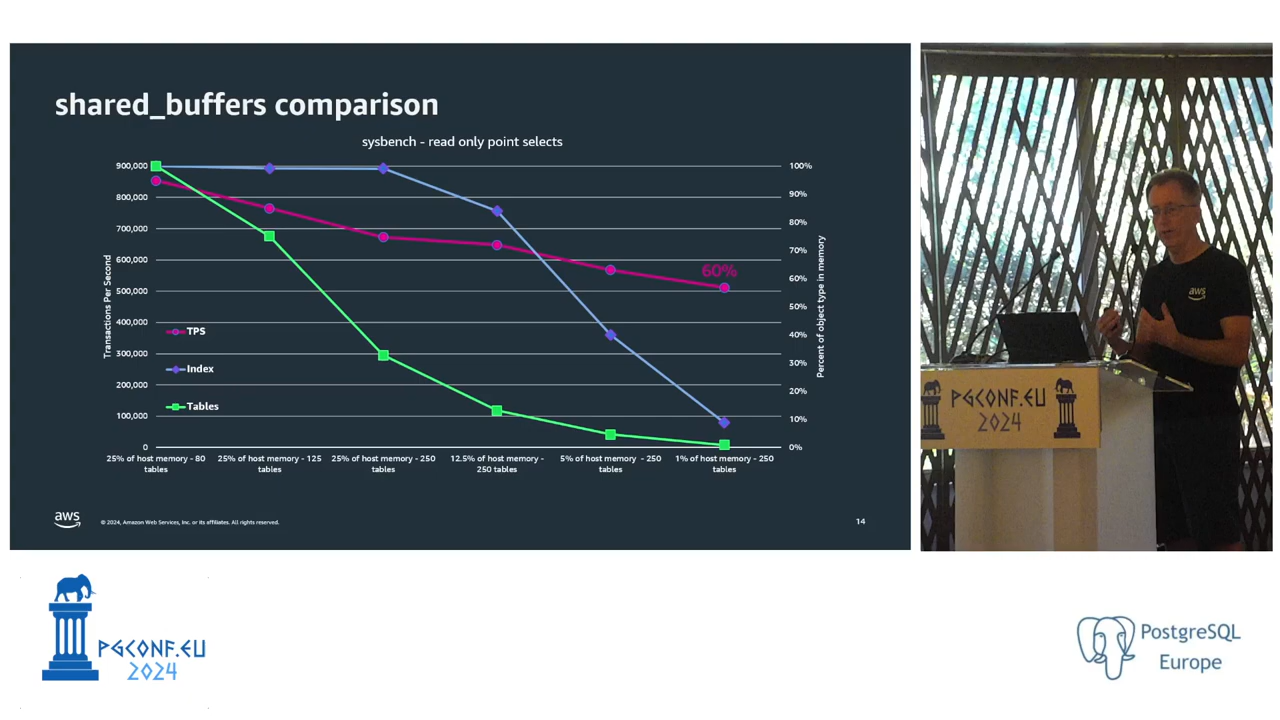 shared_buffers comparison
sysbench - read only point selects
900,000
800,000
700,000
600,000
500,000
400,000
300,000
200,000
100,000
0
Transactions Per Second
TPS
Index
Tables
60%
100%
90%
80%
70%
60%
50%
40%
30%
20%
10%
0%
Percent of object type in memory
25% of host memory - 80
tables
25% of host memory - 125
tables
25% of host memory - 250
tables
12.5% of host memory -
250 tables
5% of host memory - 250
tables
1% of host memory - 250
tables
aws
© 2024, Amazon Web Services, Inc. or its affiliates. All rights reserved.
14
aws
PGCONF.EU
2024
PGCONF.EU
2024
PostgreSQL
Europe